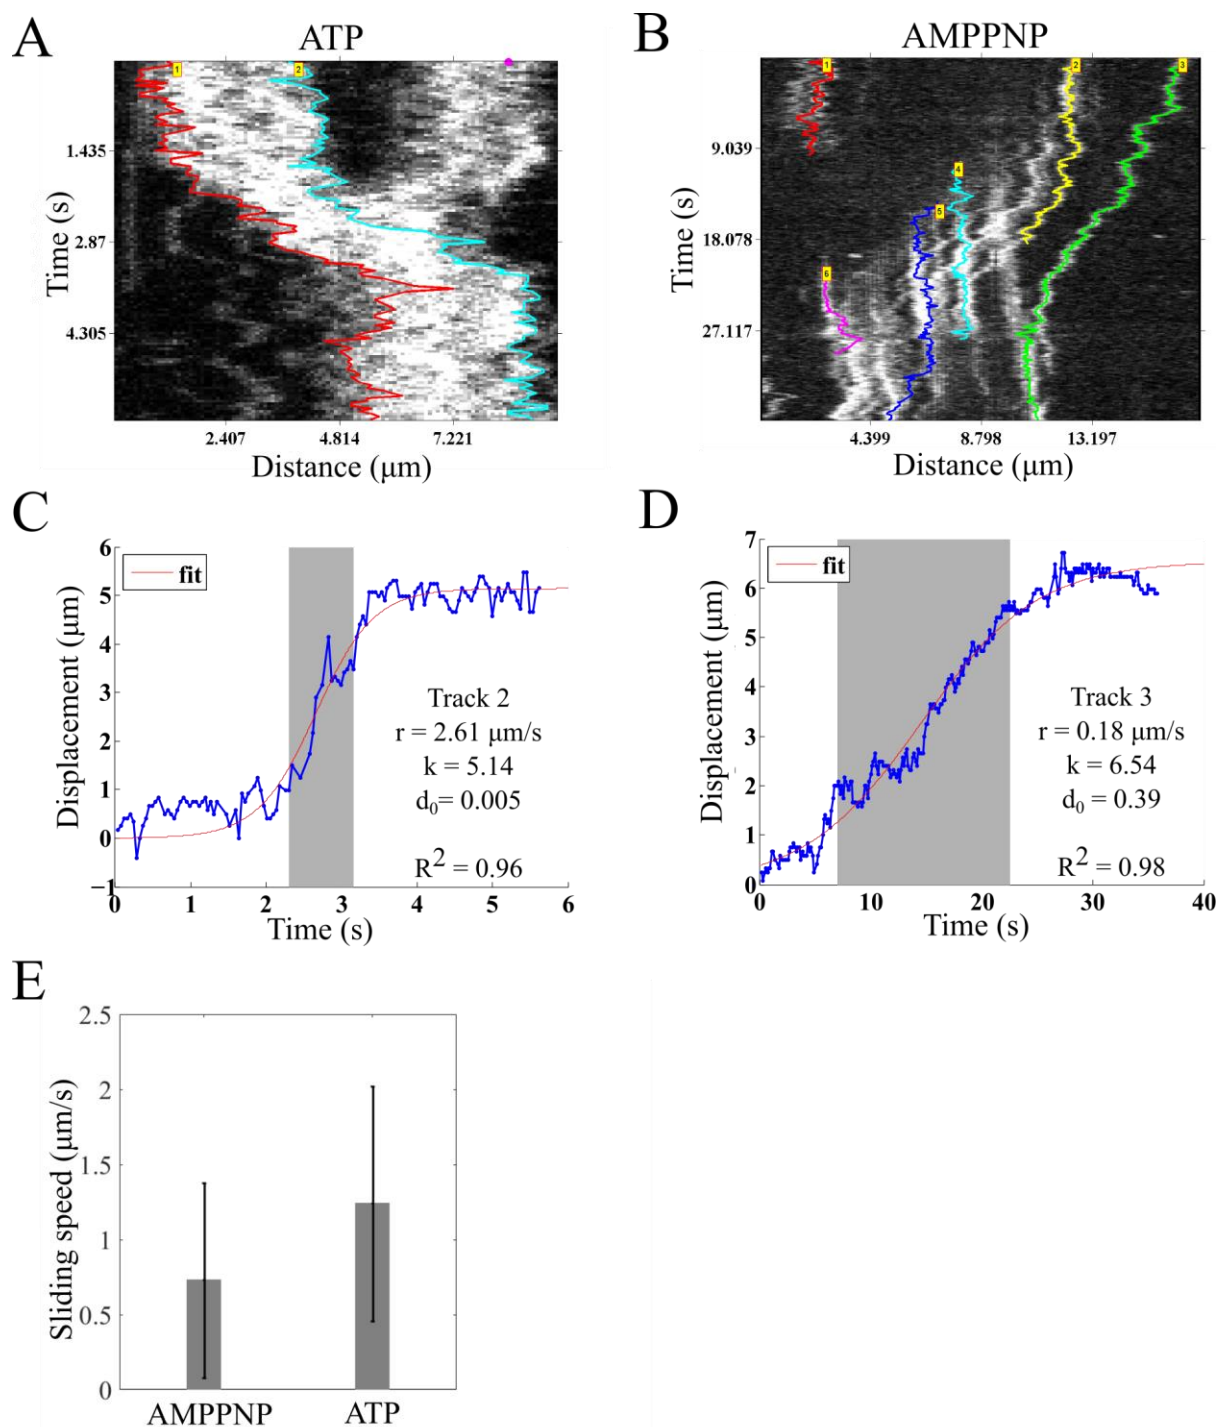 A
ATP
1
2
1.435
2.87
4.305
Time (s)
2.407 4.814 7.221
Distance (μm)
B
AMPPNP
1
2
3
4
5
6
9.039
18.078
27.117
Time (s)
4.399 8.798 13.197
Distance (μm)
C
6
5
4
3
2
1
0
−1
Displacement (μm)
fit
Track 2
r = 2.61 μm/s
k = 5.14
d₀= 0.005
R² = 0.96
0 1 2 3 4 5 6
Time (s)
D
7
6
5
4
3
2
1
0
Displacement (μm)
fit
Track 3
r = 0.18 μm/s
k = 6.54
d₀ = 0.39
R² = 0.98
0 10 20 30 40
Time (s)
E
2.5
2
1.5
1
0.5
0
Sliding speed (μm/s)
AMPPNP ATP